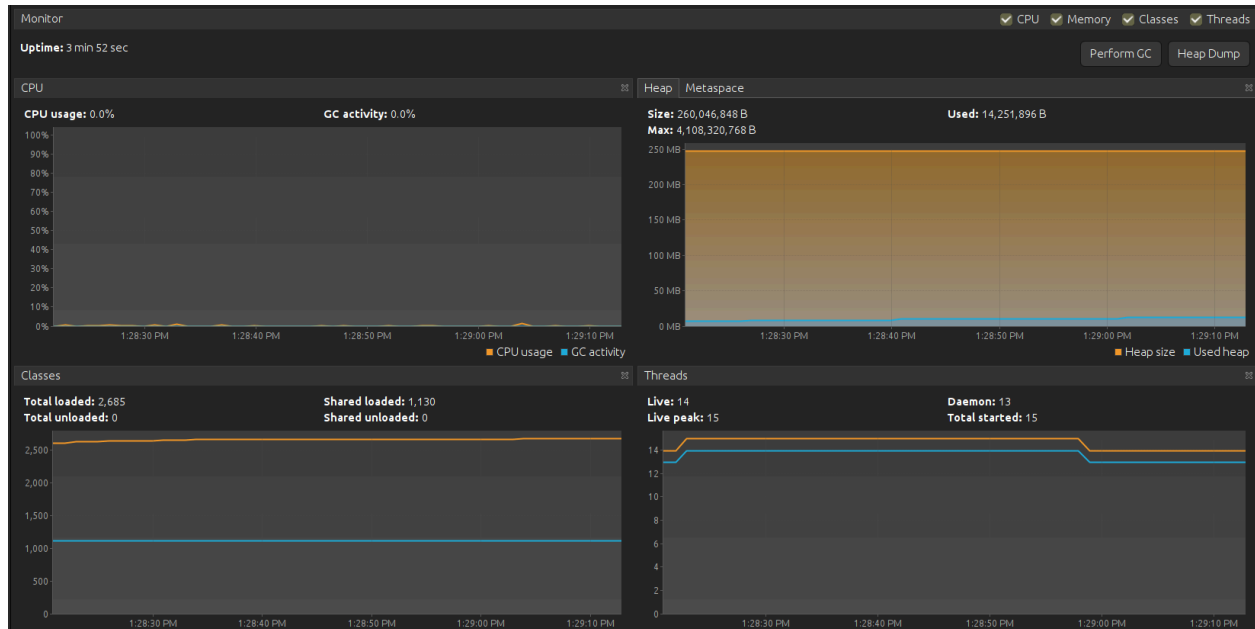 Monitor
CPU Memory Classes Threads
Uptime: 3 min 52 sec
Perform GC Heap Dump
CPU
CPU usage: 0.0% GC activity: 0.0%
100%
90%
80%
70%
60%
50%
40%
30%
20%
10%
0%
1:28:30 PM 1:28:40 PM 1:28:50 PM 1:29:00 PM 1:29:10 PM
CPU usage GC activity
Heap Metaspace
Size: 260,046,848 B Used: 14,251,896 B
Max: 4,108,320,768 B
250 MB
200 MB
150 MB
100 MB
50 MB
0 MB
1:28:30 PM 1:28:40 PM 1:28:50 PM 1:29:00 PM 1:29:10 PM
Heap size Used heap
Classes
Total loaded: 2,685 Shared loaded: 1,130
Total unloaded: 0 Shared unloaded: 0
2,500
2,000
1,500
1,000
500
0
1:28:30 PM 1:28:40 PM 1:28:50 PM 1:29:00 PM 1:29:10 PM
Threads
Live: 14 Daemon: 13
Live peak: 15 Total started: 15
14
12
10
8
6
4
2
0
1:28:30 PM 1:28:40 PM 1:28:50 PM 1:29:00 PM 1:29:10 PM